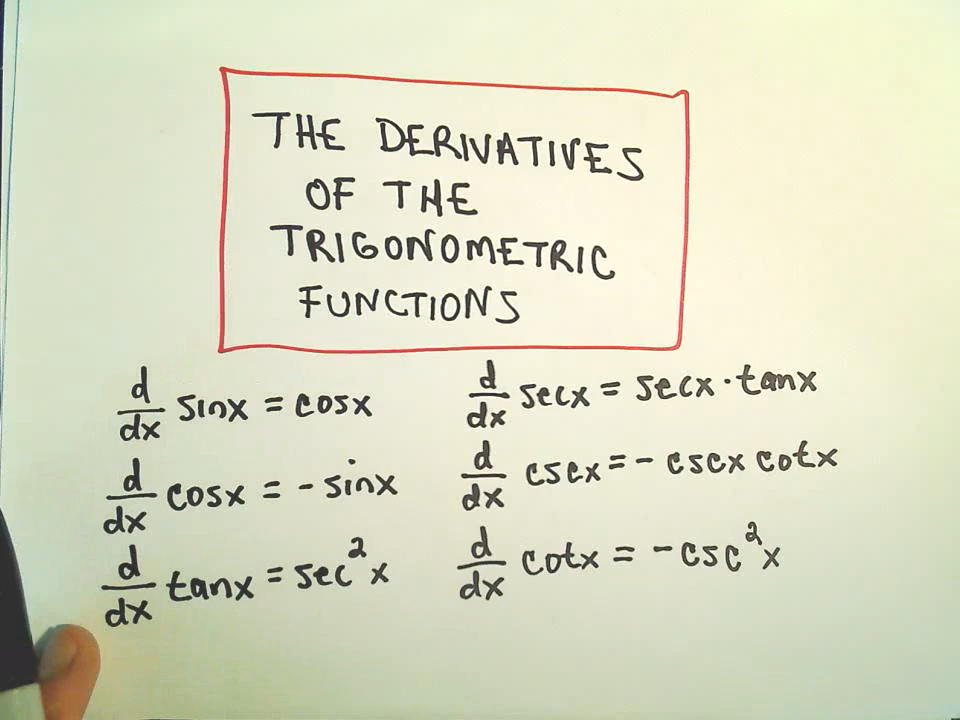 THE DERIVATIVES
OF THE
TRIGONOMETRIC
FUNCTIONS
d/dx sinx = cosx
d/dx cosx = - sinx
d/dx tanx = sec²x
d/dx secx = secx · tanx
d/dx cscx = - cscx cotx
d/dx cotx = - csc²x